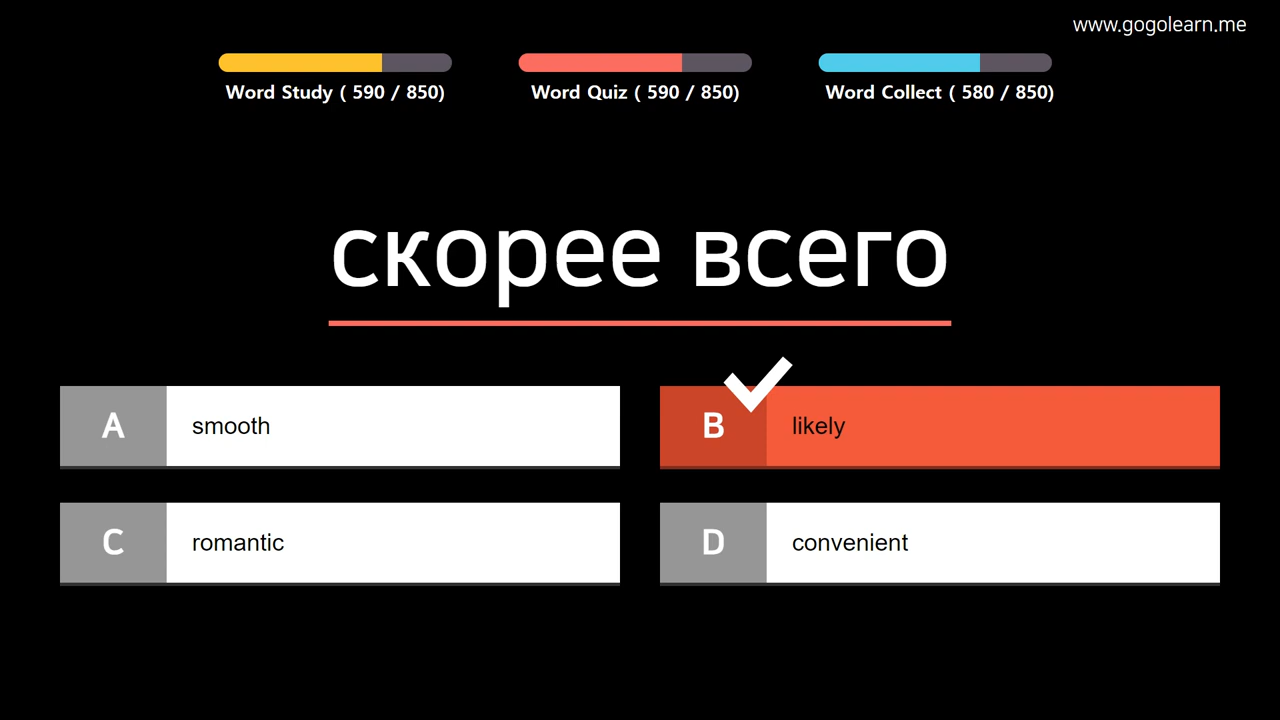 www.gogolearn.me
Word Study ( 590 / 850)
Word Quiz ( 590 / 850)
Word Collect ( 580 / 850)
скорее всего
A smooth
B likely
C romantic
D convenient